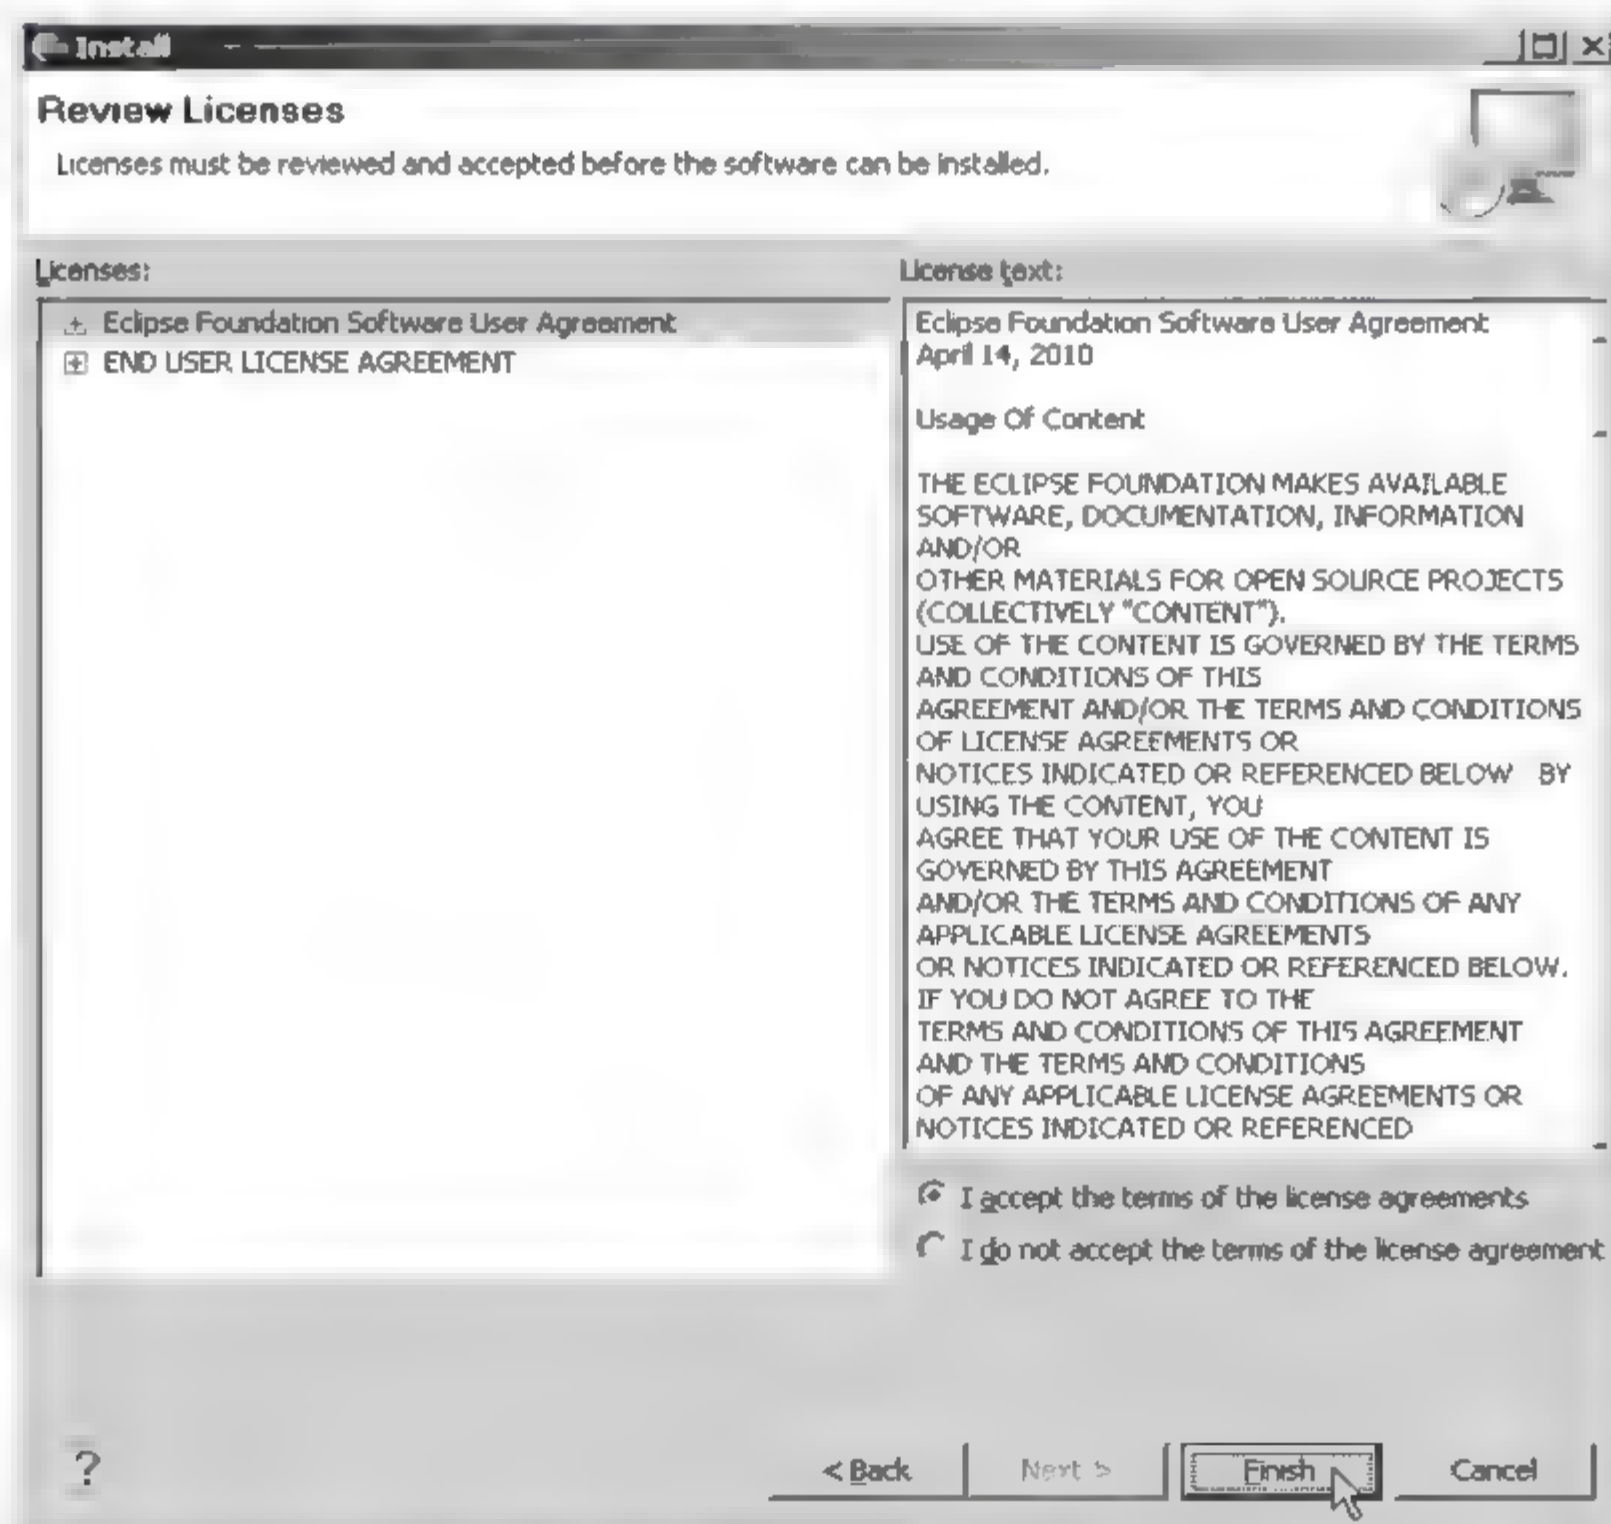 Install
Review Licenses
Licenses must be reviewed and accepted before the software can be installed.
Licenses:
Eclipse Foundation Software User Agreement
END USER LICENSE AGREEMENT
License text:
Eclipse Foundation Software User Agreement
April 14, 2010
Usage Of Content
THE ECLIPSE FOUNDATION MAKES AVAILABLE
SOFTWARE, DOCUMENTATION, INFORMATION
AND/OR
OTHER MATERIALS FOR OPEN SOURCE PROJECTS
(COLLECTIVELY "CONTENT").
USE OF THE CONTENT IS GOVERNED BY THE TERMS
AND CONDITIONS OF THIS
AGREEMENT AND/OR THE TERMS AND CONDITIONS
OF LICENSE AGREEMENTS OR
NOTICES INDICATED OR REFERENCED BELOW BY
USING THE CONTENT, YOU
AGREE THAT YOUR USE OF THE CONTENT IS
GOVERNED BY THIS AGREEMENT
AND/OR THE TERMS AND CONDITIONS OF ANY
APPLICABLE LICENSE AGREEMENTS
OR NOTICES INDICATED OR REFERENCED BELOW.
IF YOU DO NOT AGREE TO THE
TERMS AND CONDITIONS OF THIS AGREEMENT
AND THE TERMS AND CONDITIONS
OF ANY APPLICABLE LICENSE AGREEMENTS OR
NOTICES INDICATED OR REFERENCED
I accept the terms of the license agreements
I do not accept the terms of the license agreement
? < Back Next > Finish Cancel